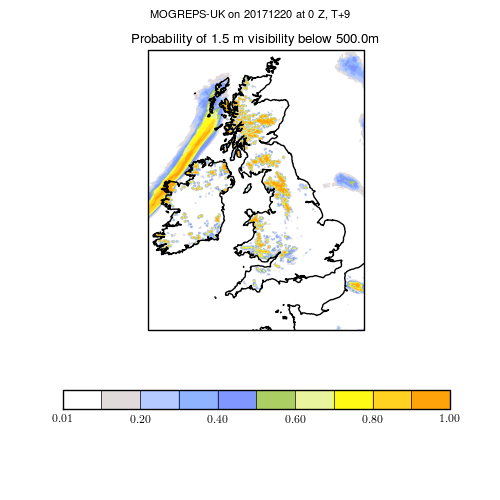 MOGREPS-UK on 20171220 at 0 Z, T+9
Probability of 1.5 m visibility below 500.0m
0.01 0.20 0.40 0.60 0.80 1.00